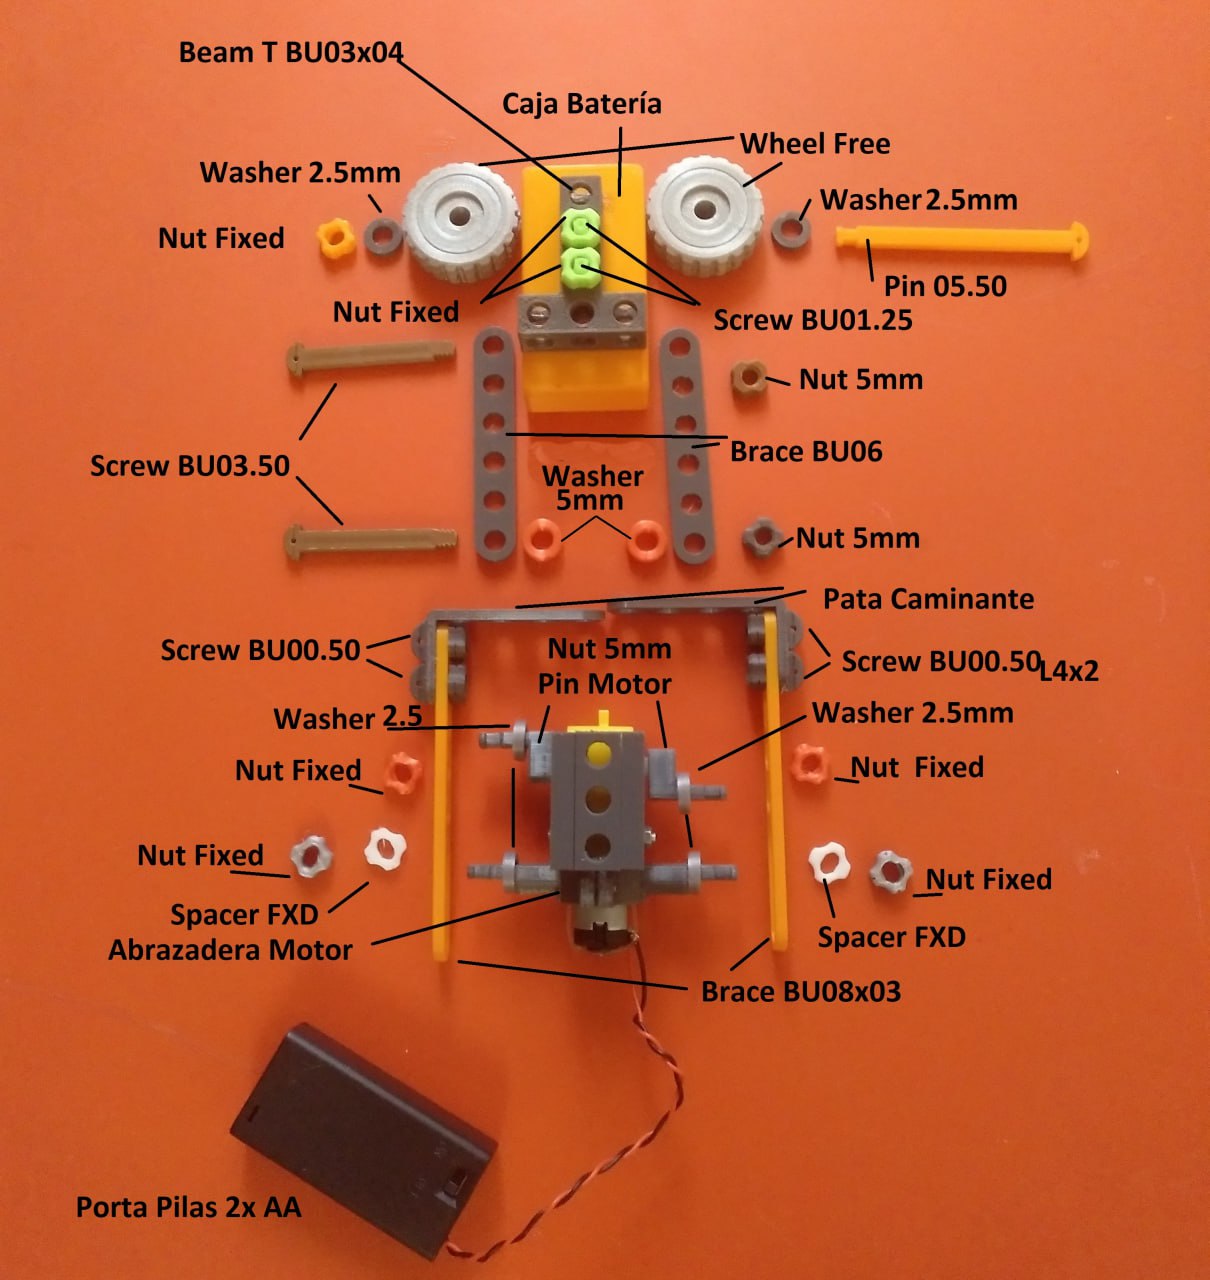 Beam T BU03x04
Caja Batería
Wheel Free
Washer 2.5mm
Washer 2.5mm
Nut Fixed
Pin 05.50
Nut Fixed
Screw BU01.25
Nut 5mm
Screw BU03.50
Brace BU06
Washer
5mm
Nut 5mm
Pata Caminante
Screw BU00.50
Nut 5mm
Pin Motor
Screw BU00.50
L4x2
Washer 2.5
Washer 2.5mm
Nut Fixed
Nut  Fixed
Nut Fixed
Nut Fixed
Spacer FXD
Spacer FXD
Abrazadera Motor
Brace BU08x03
Porta Pilas 2x AA